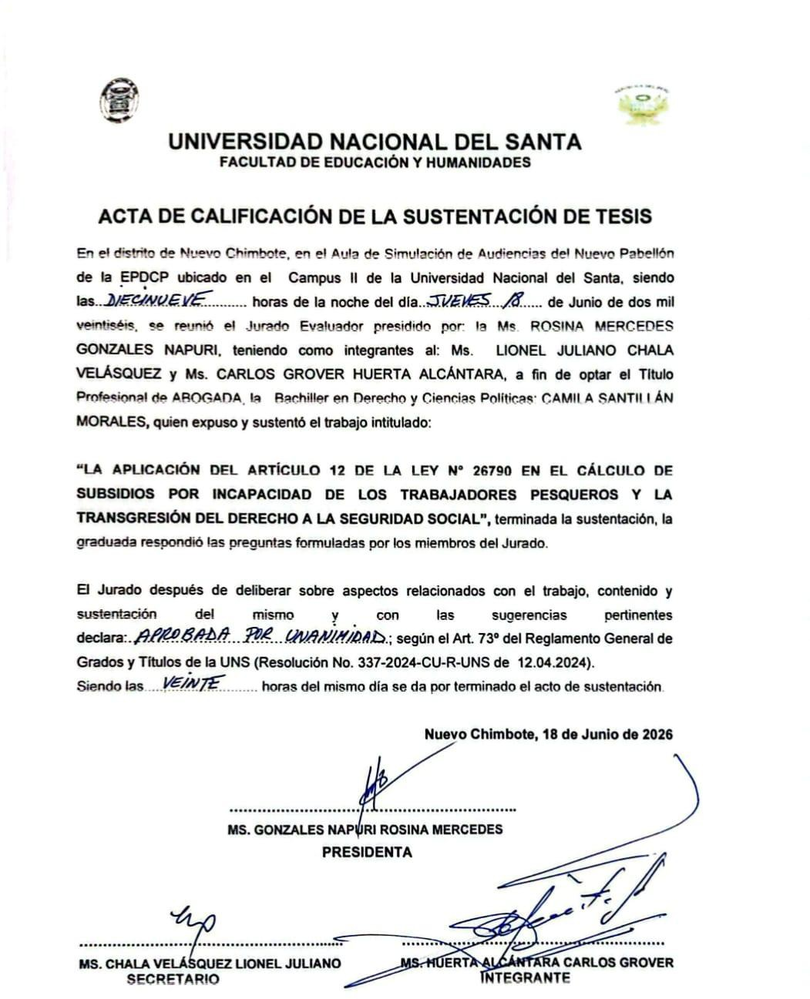 UNIVERSIDAD NACIONAL DEL SANTA
FACULTAD DE EDUCACIÓN Y HUMANIDADES
ACTA DE CALIFICACIÓN DE LA SUSTENTACIÓN DE TESIS
En el distrito de Nuevo Chimbote, en el Aula de Simulación de Audiencias del Nuevo Pabellón
de la EPDCP ubicado en el Campus II de la Universidad Nacional del Santa, siendo
las...DIECINUEVE............ horas de la noche del día...JUEVES...18...... de Junio de dos mil
veintiséis, se reunió el Jurado Evaluador presidido por: la Ms. ROSINA MERCEDES
GONZALES NAPURI, teniendo como integrantes al: Ms. LIONEL JULIANO CHALA
VELÁSQUEZ y Ms. CARLOS GROVER HUERTA ALCÁNTARA, a fin de optar el Título
Profesional de ABOGADA, la Bachiller en Derecho y Ciencias Políticas: CAMILA SANTILLÁN
MORALES, quien expuso y sustentó el trabajo intitulado:
“LA APLICACIÓN DEL ARTÍCULO 12 DE LA LEY Nº 26790 EN EL CÁLCULO DE
SUBSIDIOS POR INCAPACIDAD DE LOS TRABAJADORES PESQUEROS Y LA
TRANSGRESIÓN DEL DERECHO A LA SEGURIDAD SOCIAL”, terminada la sustentación, la
graduada respondió las preguntas formuladas por los miembros del Jurado.
El Jurado después de deliberar sobre aspectos relacionados con el trabajo, contenido y
sustentación del mismo y con las sugerencias pertinentes
declara:..APROBADA POR UNANIMIDAD.; según el Art. 73º del Reglamento General de
Grados y Títulos de la UNS (Resolución No. 337-2024-CU-R-UNS de 12.04.2024).
Siendo las....VEINTE.......... horas del mismo día se da por terminado el acto de sustentación.
Nuevo Chimbote, 18 de Junio de 2026
MS. GONZALES NAPURI ROSINA MERCEDES
PRESIDENTA
MS. CHALA VELÁSQUEZ LIONEL JULIANO
SECRETARIO
MS. HUERTA ALCÁNTARA CARLOS GROVER
INTEGRANTE